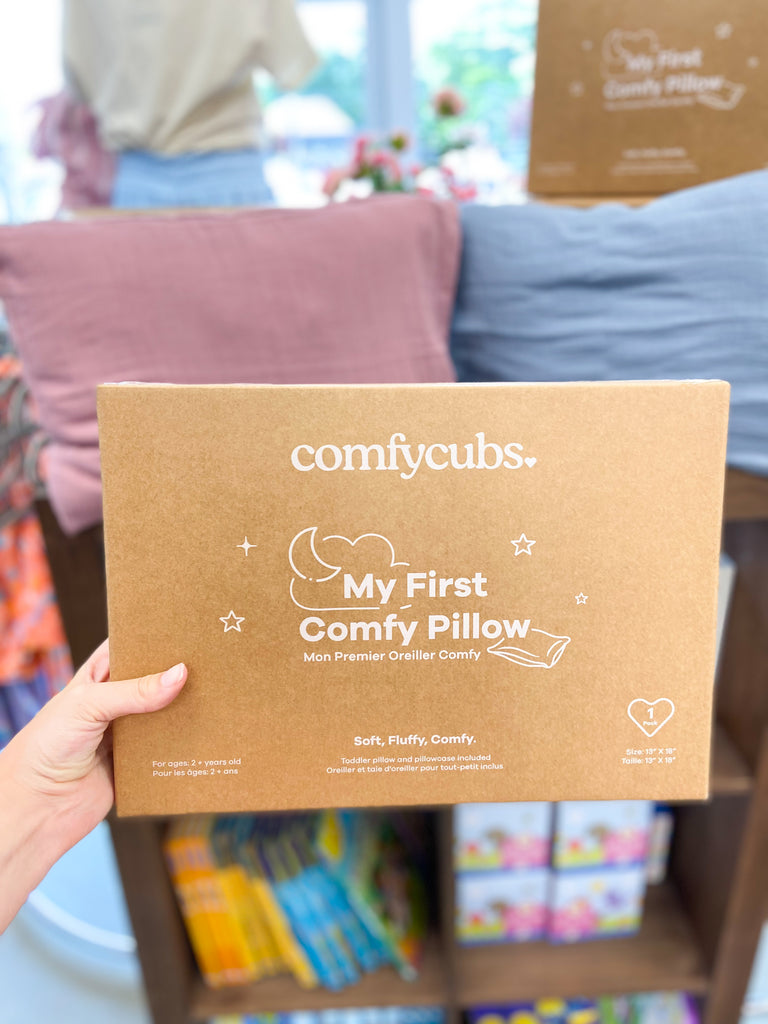 My First
Comfy Pillow
comfycubs
My First
Comfy Pillow
Mon Premier Oreiller Comfy
1
Pack
Soft, Fluffy, Comfy.
For ages: 2 + years old
Pour les âges: 2 + ans
Toddler pillow and pillowcase included
Oreiller et taie d'oreiller pour tout-petit inclus
Size: 13" X 18"
Taille: 13" X 18"